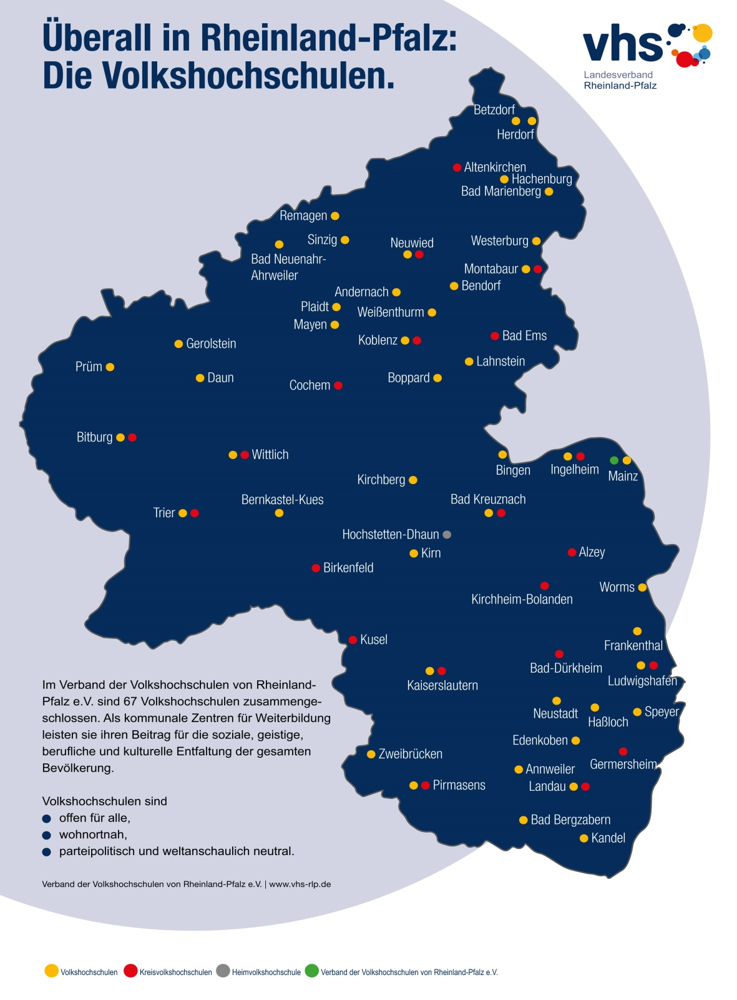 Überall in Rheinland-Pfalz:
Die Volkshochschulen.
vhs
Landesverband
Rheinland-Pfalz
Betzdorf
Herdorf
Altenkirchen
Hachenburg
Bad Marienberg
Remagen
Sinzig
Neuwied
Westerburg
Bad Neuenahr-
Ahrweiler
Montabaur
Bendorf
Andernach
Plaidt
Weißenthurm
Mayen
Koblenz
Bad Ems
Gerolstein
Lahnstein
Prüm
Daun
Boppard
Cochem
Bitburg
Wittlich
Bingen
Ingelheim
Mainz
Kirchberg
Bernkastel-Kues
Bad Kreuznach
Trier
Hochstetten-Dhaun
Kirn
Alzey
Birkenfeld
Worms
Kirchheim-Bolanden
Kusel
Frankenthal
Bad-Dürkheim
Ludwigshafen
Kaiserslautern
Neustadt
Haßloch
Speyer
Edenkoben
Zweibrücken
Germersheim
Annweiler
Pirmasens
Landau
Bad Bergzabern
Kandel
Im Verband der Volkshochschulen von Rheinland-
Pfalz e.V. sind 67 Volkshochschulen zusammenge-
schlossen. Als kommunale Zentren für Weiterbildung
leisten sie ihren Beitrag für die soziale, geistige,
berufliche und kulturelle Entfaltung der gesamten
Bevölkerung.
Volkshochschulen sind
offen für alle,
wohnortnah,
parteipolitisch und weltanschaulich neutral.
Verband der Volkshochschulen von Rheinland-Pfalz e.V. | www.vhs-rlp.de
Volkshochschulen
Kreisvolkshochschulen
Heimvolkshochschule
Verband der Volkshochschulen von Rheinland-Pfalz e.V.